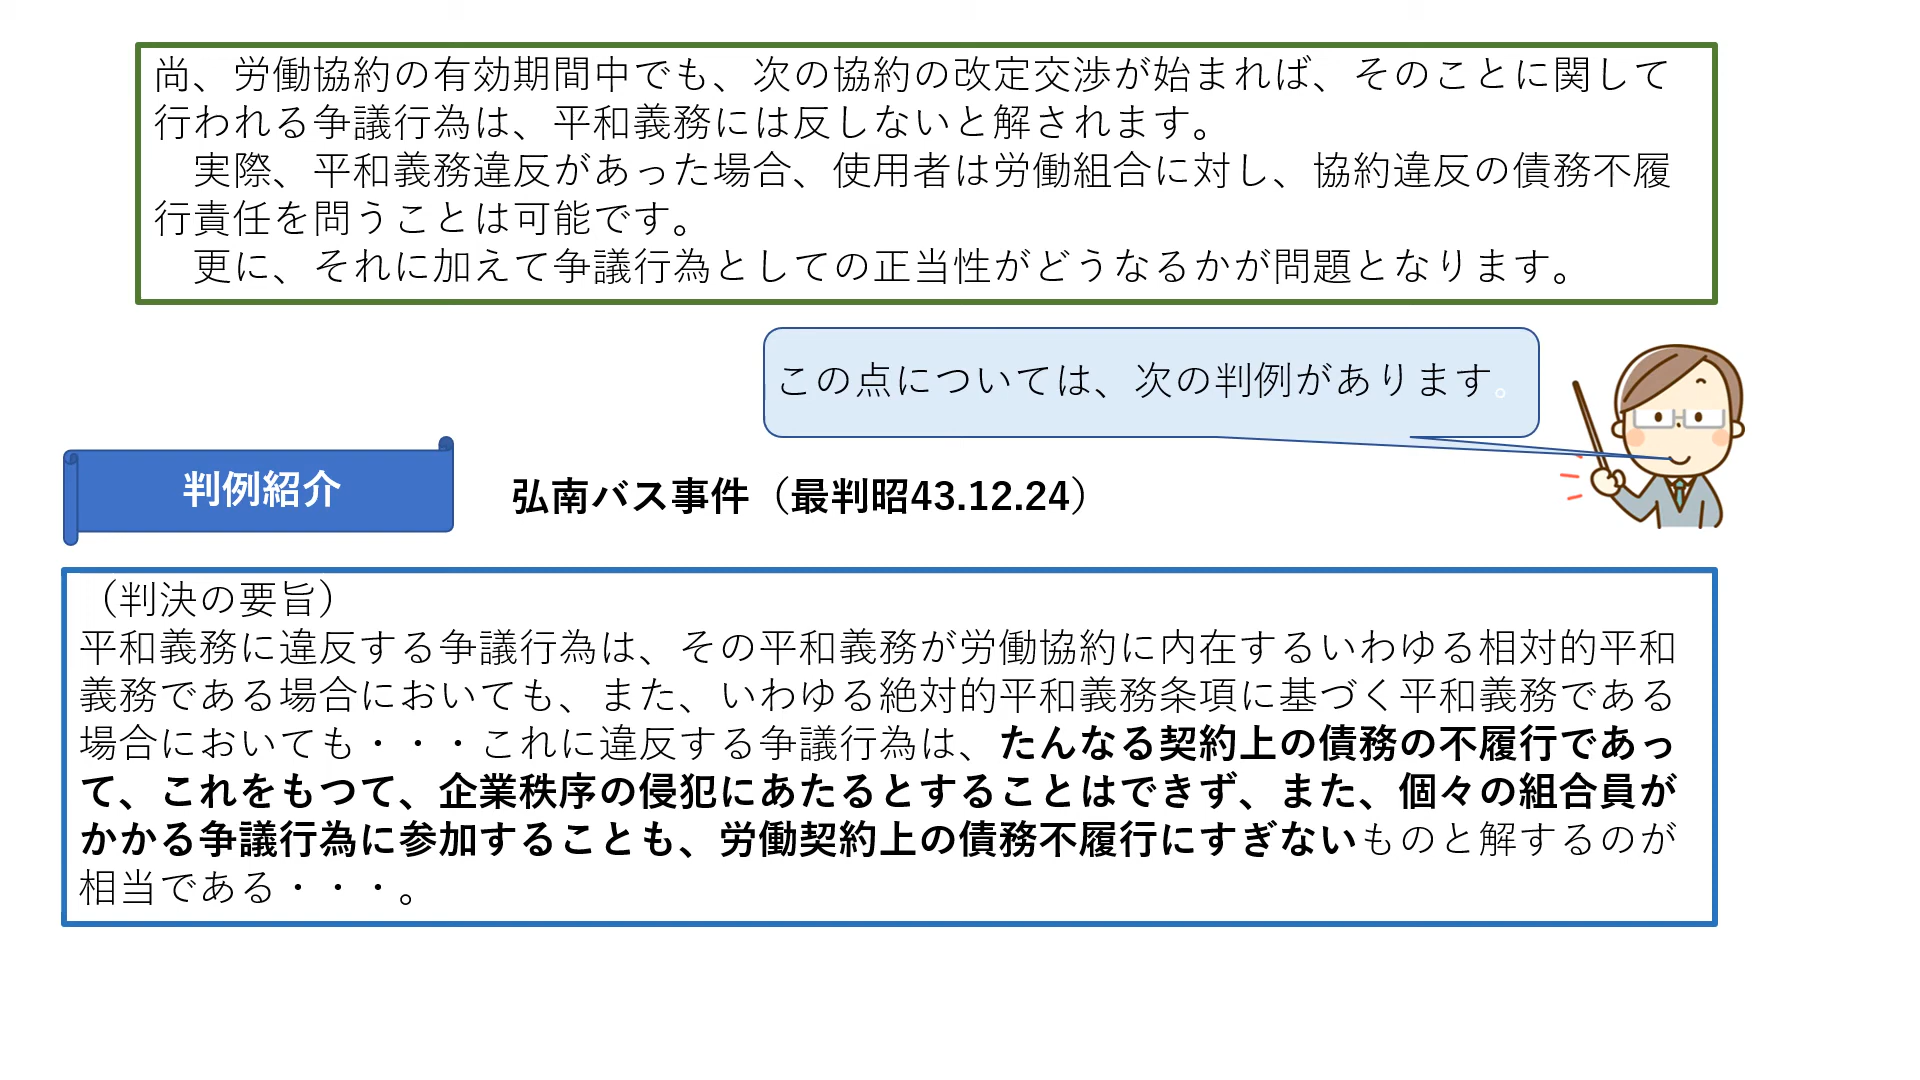 尚、労働協約の有効期間中でも、次の協約の改定交渉が始まれば、そのことに関して
行われる争議行為は、平和義務には反しないと解されます。
　実際、平和義務違反があった場合、使用者は労働組合に対し、協約違反の債務不履
行責任を問うことは可能です。
　更に、それに加えて争議行為としての正当性がどうなるかが問題となります。
この点については、次の判例があります。
判例紹介
弘南バス事件（最判昭43.12.24）
（判決の要旨）
平和義務に違反する争議行為は、その平和義務が労働協約に内在するいわゆる相対的平和
義務である場合においても、また、いわゆる絶対的平和義務条項に基づく平和義務である
場合においても・・・これに違反する争議行為は、たんなる契約上の債務の不履行であっ
て、これをもつて、企業秩序の侵犯にあたるとすることはできず、また、個々の組合員が
かかる争議行為に参加することも、労働契約上の債務不履行にすぎないものと解するのが
相当である・・・。